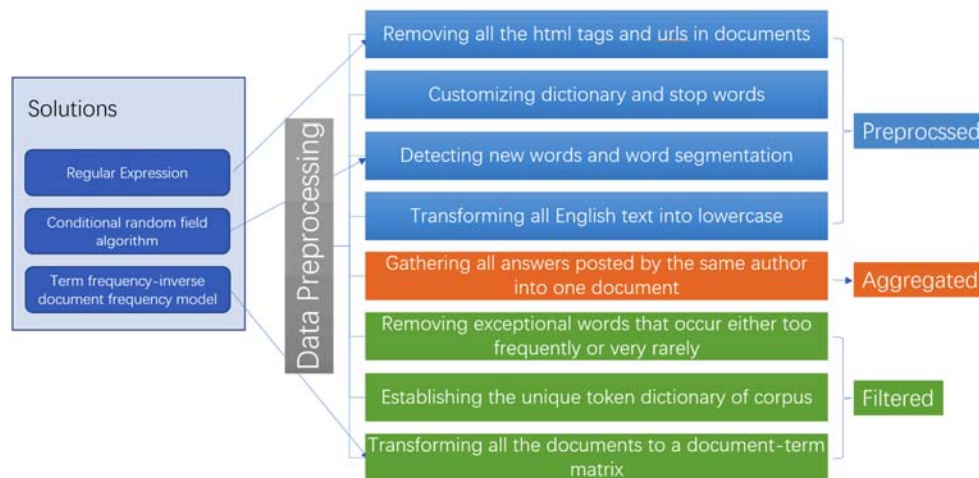 Solutions
Regular Expression
Conditional random field
algorithm
Term frequency-inverse
document frequency model
Data Preprocessing
Removing all the html tags and urls in documents
Customizing dictionary and stop words
Detecting new words and word segmentation
Transforming all English text into lowercase
Gathering all answers posted by the same author
into one document
Removing exceptional words that occur either too
frequently or very rarely
Establishing the unique token dictionary of corpus
Transforming all the documents to a document-term
matrix
Preprocssed
Aggregated
Filtered